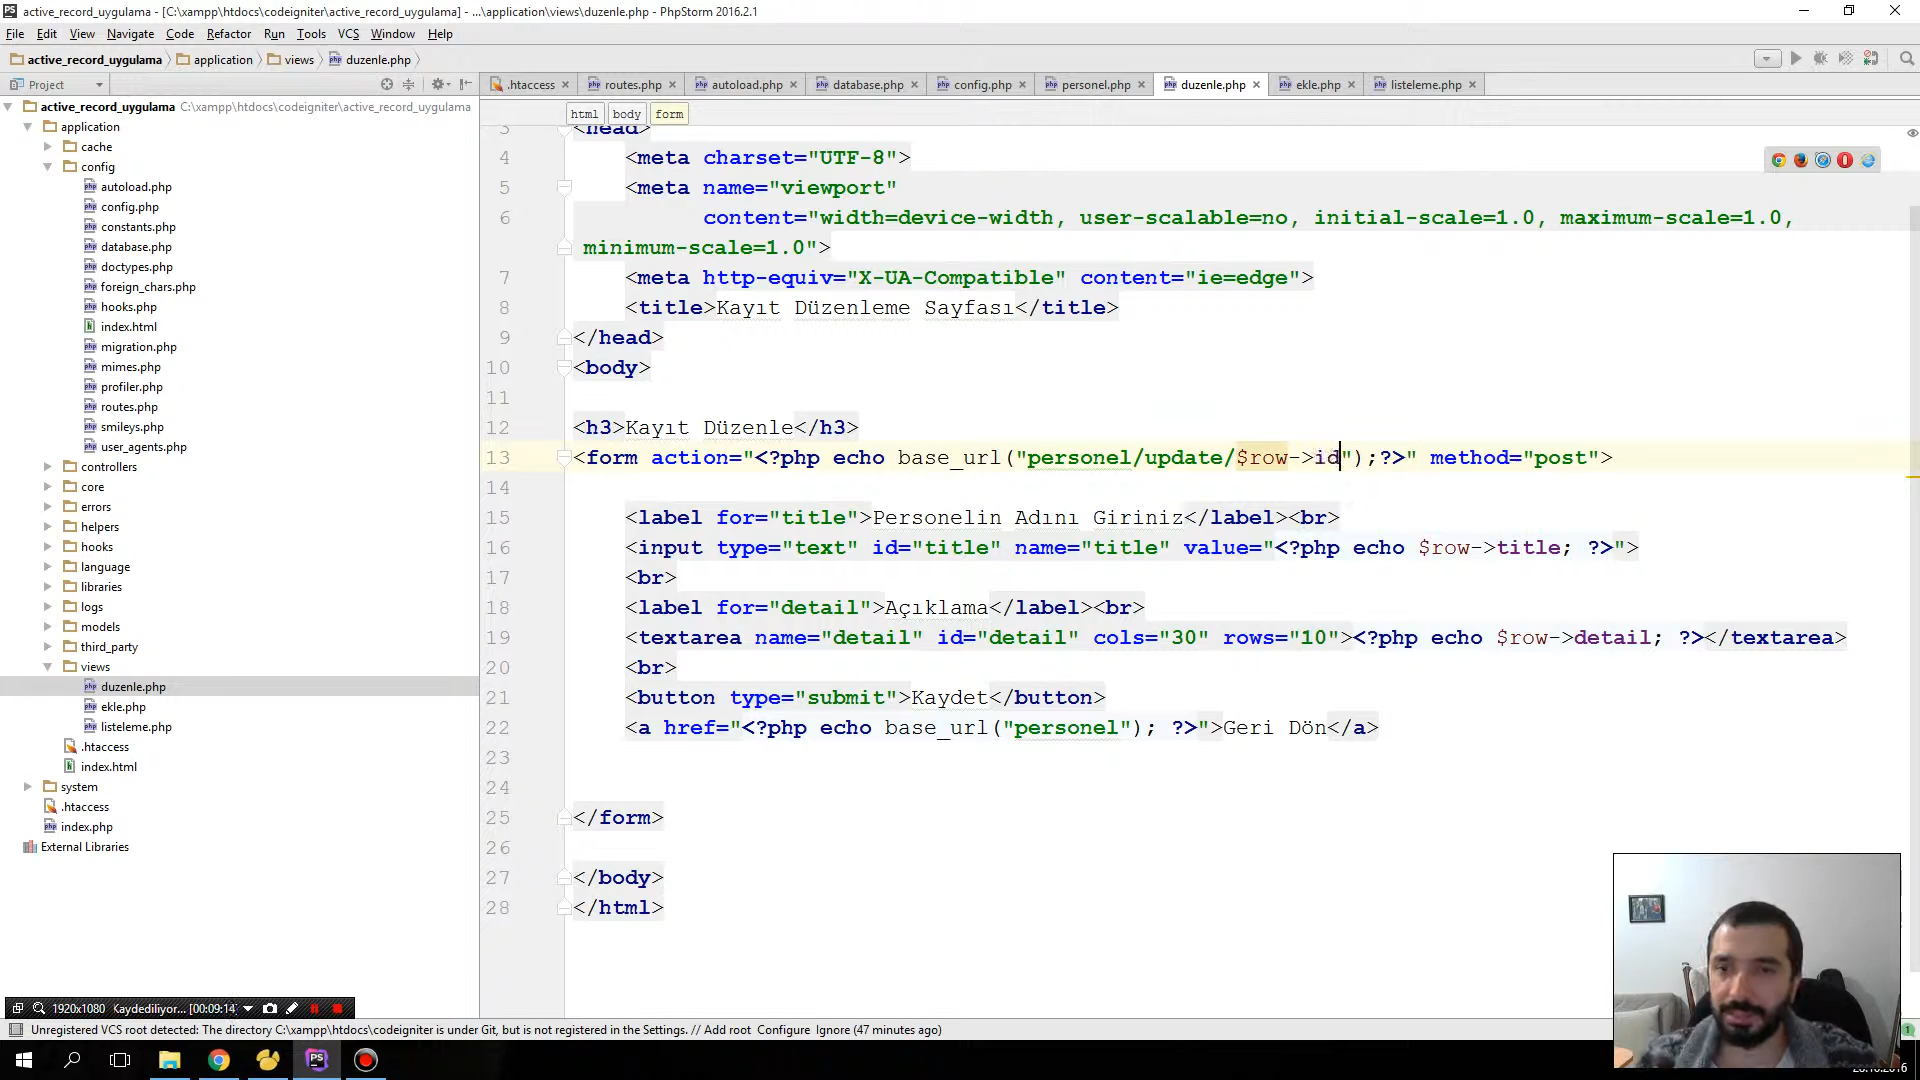 active_record_uygulama - [C:\xampp\htdocs\codeigniter\active_record_uygulama] - ...\application\views\duzenle.php - PhpStorm 2016.2.1
File Edit View Navigate Code Refactor Run Tools VCS Window Help
active_record_uygulama application views duzenle.php
Project
.htaccess routes.php autoload.php database.php config.php personel.php duzenle.php ekle.php listeleme.php
html body form
active_record_uygulama C:\xampp\htdocs\codeigniter\active_record_uygulama
application
cache
config
autoload.php
config.php
constants.php
database.php
doctypes.php
foreign_chars.php
hooks.php
index.html
migration.php
mimes.php
profiler.php
routes.php
smileys.php
user_agents.php
controllers
core
errors
helpers
hooks
language
libraries
logs
models
third_party
views
duzenle.php
ekle.php
listeleme.php
.htaccess
index.html
system
.htaccess
index.php
External Libraries
3 <head>
4 <meta charset="UTF-8">
5 <meta name="viewport"
6 content="width=device-width, user-scalable=no, initial-scale=1.0, maximum-scale=1.0,
minimum-scale=1.0">
7 <meta http-equiv="X-UA-Compatible" content="ie=edge">
8 <title>Kayıt Düzenleme Sayfası</title>
9 </head>
10 <body>
11
12 <h3>Kayıt Düzenle</h3>
13 <form action="<?php echo base_url("personel/update/$row->id");?>" method="post">
14
15 <label for="title">Personelin Adını Giriniz</label><br>
16 <input type="text" id="title" name="title" value="<?php echo $row->title; ?>">
17 <br>
18 <label for="detail">Açıklama</label><br>
19 <textarea name="detail" id="detail" cols="30" rows="10"><?php echo $row->detail; ?></textarea>
20 <br>
21 <button type="submit">Kaydet</button>
22 <a href="<?php echo base_url("personel"); ?>">Geri Dön</a>
23
24
25 </form>
26
27 </body>
28 </html>
1920x1080 Kaydediliyor... [00:09:14]
Unregistered VCS root detected: The directory C:\xampp\htdocs\codeigniter is under Git, but is not registered in the Settings. // Add root Configure Ignore (47 minutes ago)
1